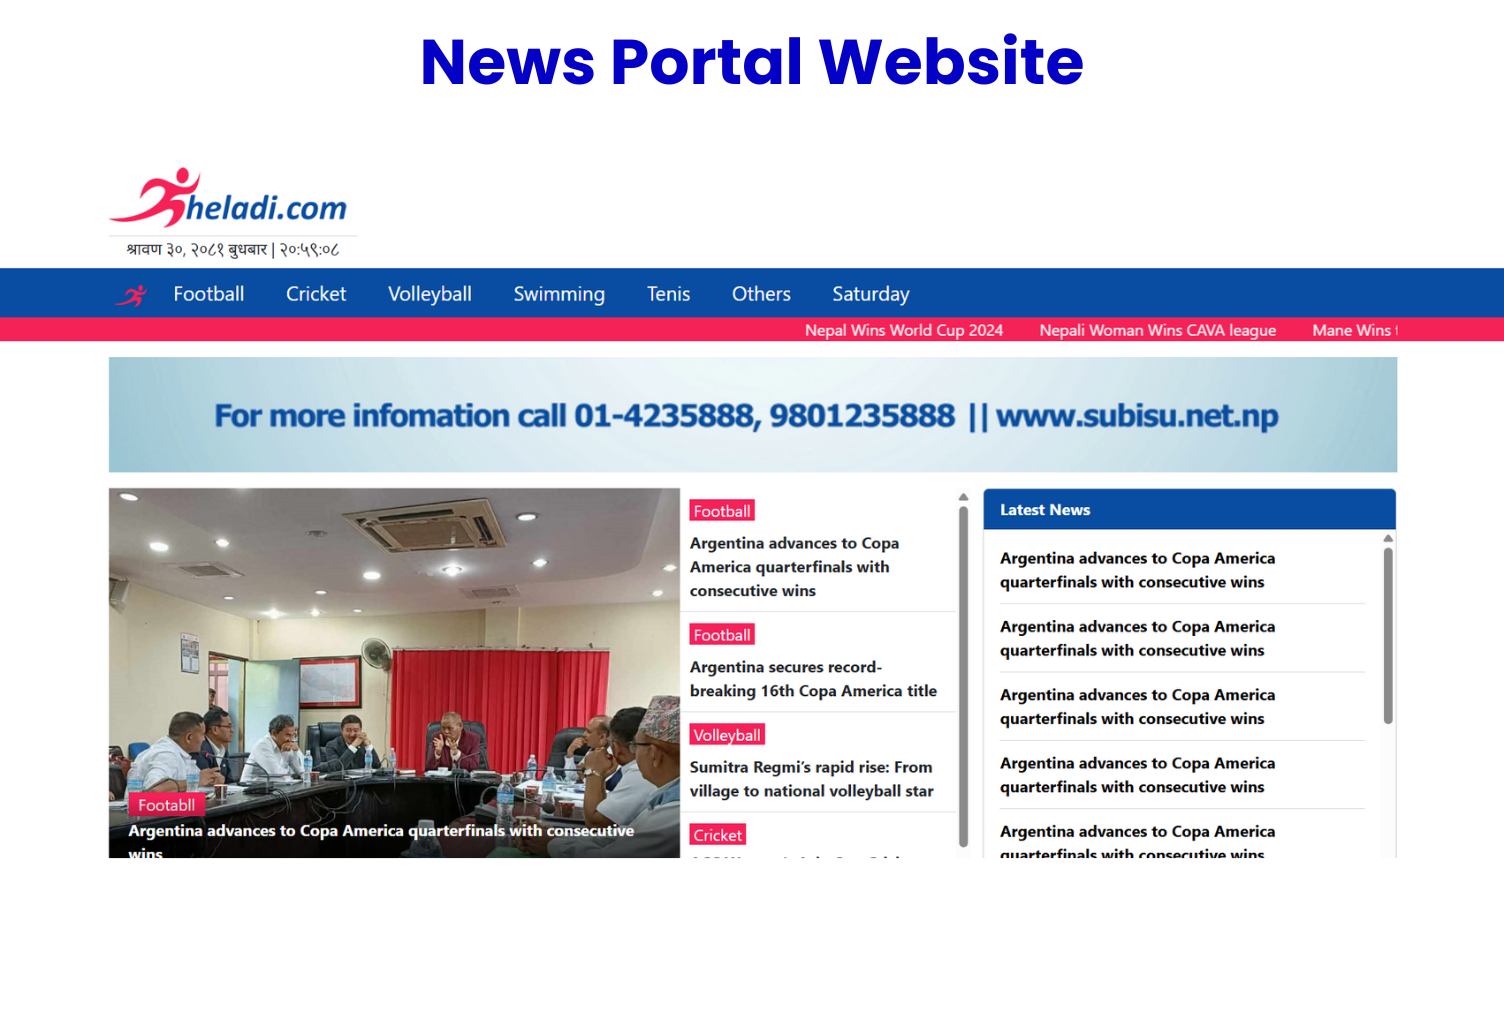 News Portal Website
heladi.com
श्रावण ३०, २०८१ बुधबार | २०:५९:०८
Football Cricket Volleyball Swimming Tenis Others Saturday
Nepal Wins World Cup 2024 Nepali Woman Wins CAVA league Mane Wins
For more infomation call 01-4235888, 9801235888 || www.subisu.net.np
Footabll
Argentina advances to Copa America quarterfinals with consecutive
wins
Football
Argentina advances to Copa
America quarterfinals with
consecutive wins
Football
Argentina secures record-
breaking 16th Copa America title
Volleyball
Sumitra Regmi’s rapid rise: From
village to national volleyball star
Cricket
Latest News
Argentina advances to Copa America
quarterfinals with consecutive wins
Argentina advances to Copa America
quarterfinals with consecutive wins
Argentina advances to Copa America
quarterfinals with consecutive wins
Argentina advances to Copa America
quarterfinals with consecutive wins
Argentina advances to Copa America
quarterfinals with consecutive wins